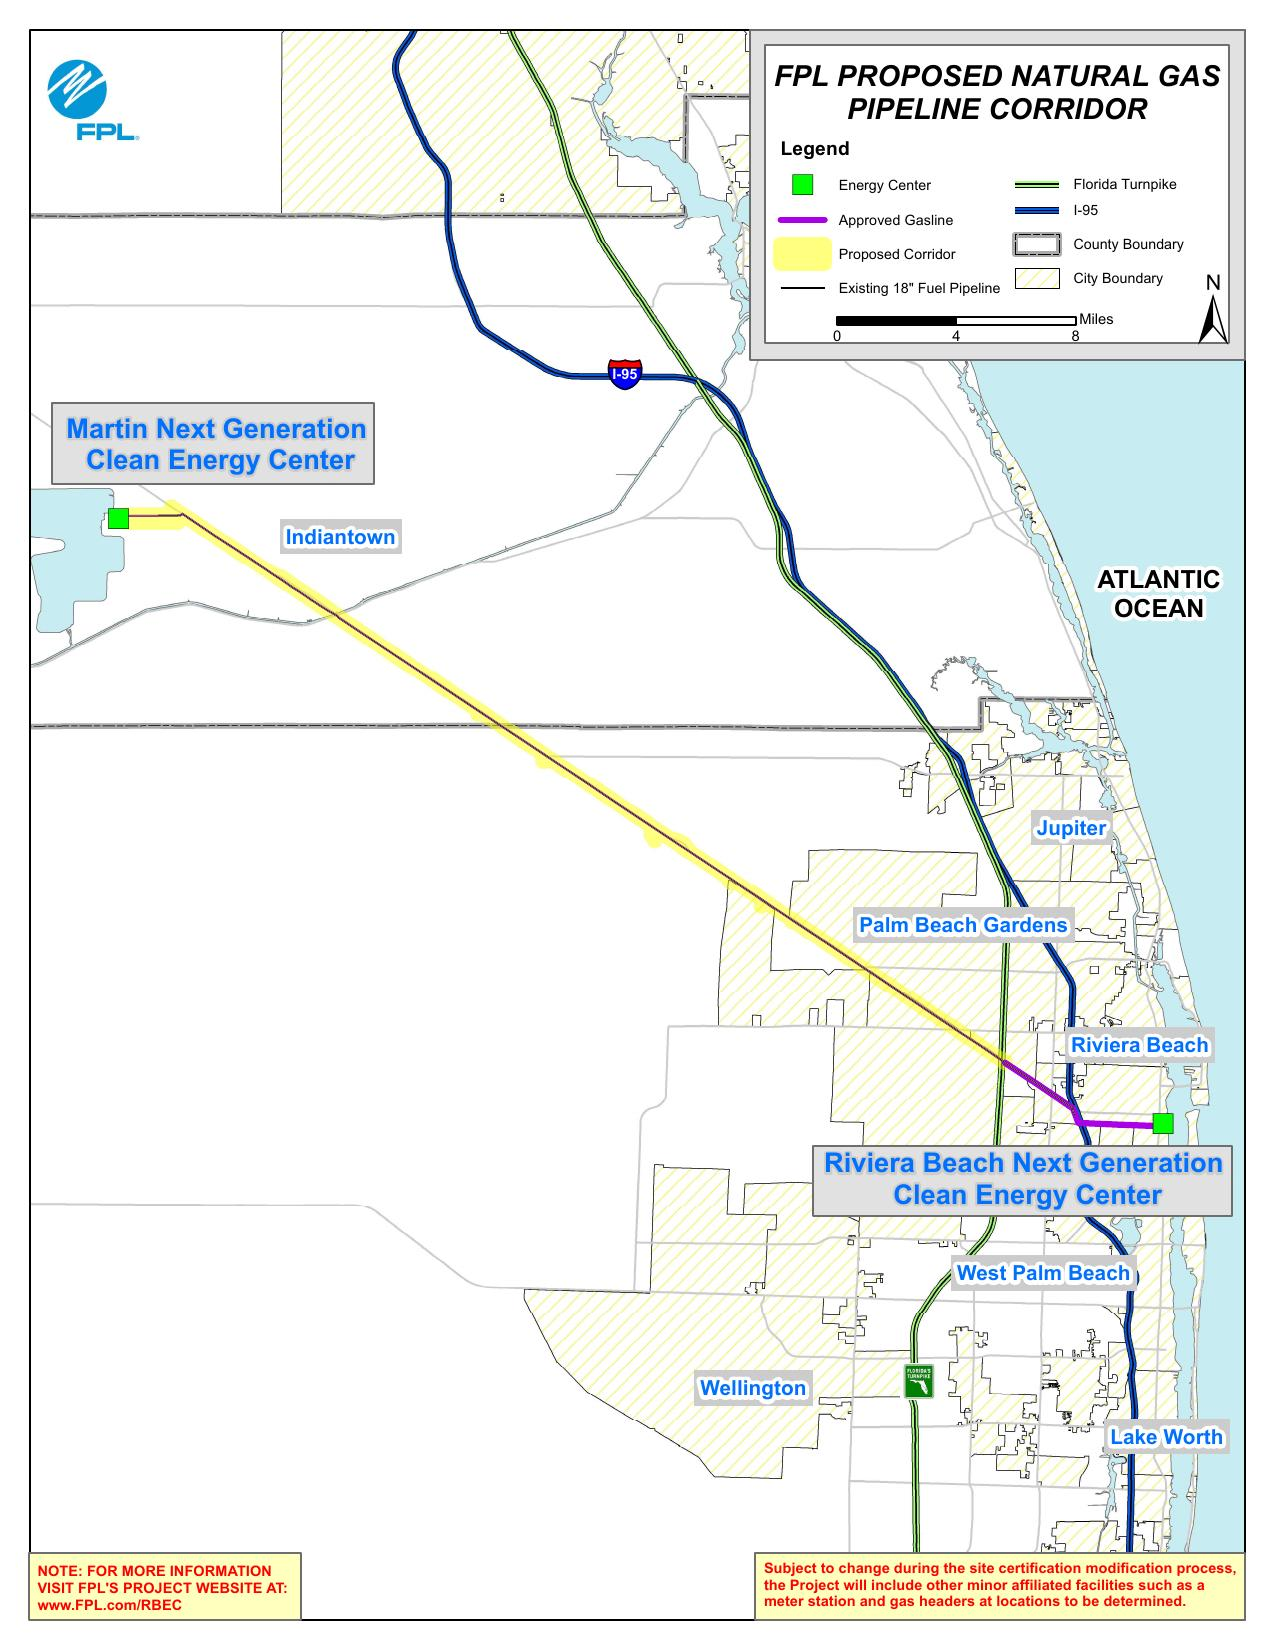 FPL
FPL PROPOSED NATURAL GAS
PIPELINE CORRIDOR
Legend
Energy Center
Approved Gasline
Proposed Corridor
Existing 18" Fuel Pipeline
Florida Turnpike
I-95
County Boundary
City Boundary
N
Miles
0 4 8
I-95
Martin Next Generation
Clean Energy Center
Indiantown
ATLANTIC
OCEAN
Jupiter
Palm Beach Gardens
Riviera Beach
Riviera Beach Next Generation
Clean Energy Center
West Palm Beach
FLORIDA'S
TURNPIKE
Wellington
Lake Worth
NOTE: FOR MORE INFORMATION
VISIT FPL'S PROJECT WEBSITE AT:
www.FPL.com/RBEC
Subject to change during the site certification modification process,
the Project will include other minor affiliated facilities such as a
meter station and gas headers at locations to be determined.